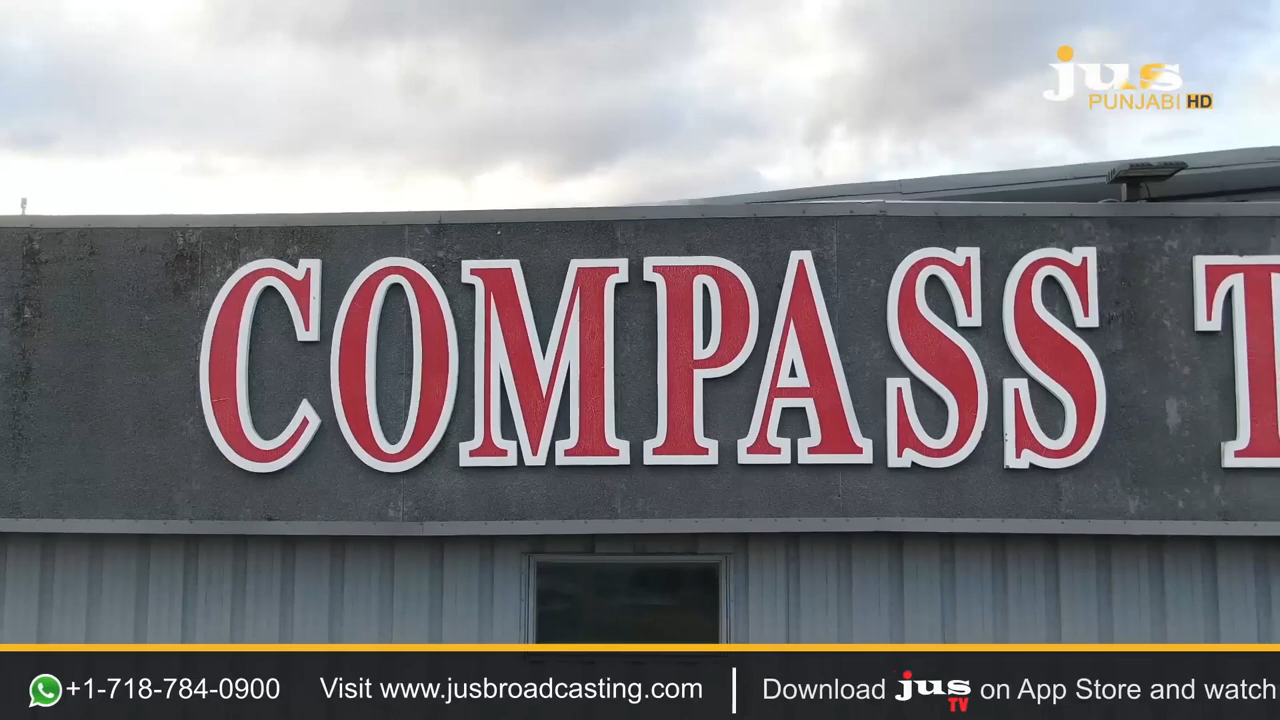 jus
PUNJABI HD
COMPASS T
+1-718-784-0900 Visit www.jusbroadcasting.com | Download jus TV on App Store and watch